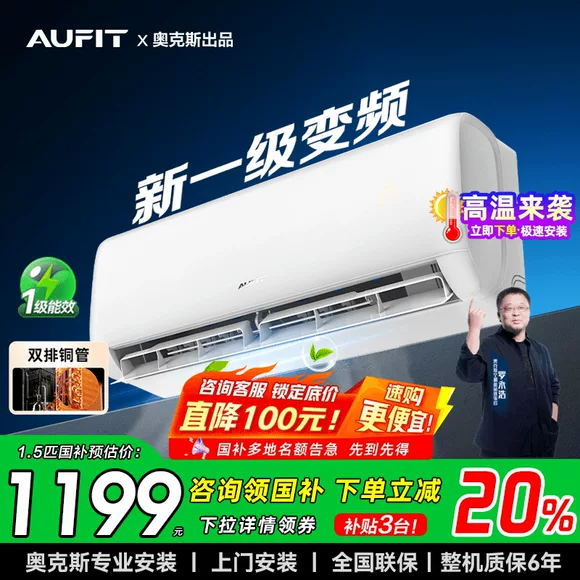 AUFIT x 奥克斯出品
新一级变频
高温来袭
立即下单·极速安装
AUFIT
1级能效
双排铜管
罗永浩
咨询客服 锁定底价
直降100元!
速购
更便宜!
国补多地名额告急 先到先得
1.5匹国补预估价:
1199元
咨询领国补 下单立减
20%
下拉详情领券
补贴3台!
奥克斯专业安装 | 上门安装 | 全国联保 | 整机质保6年